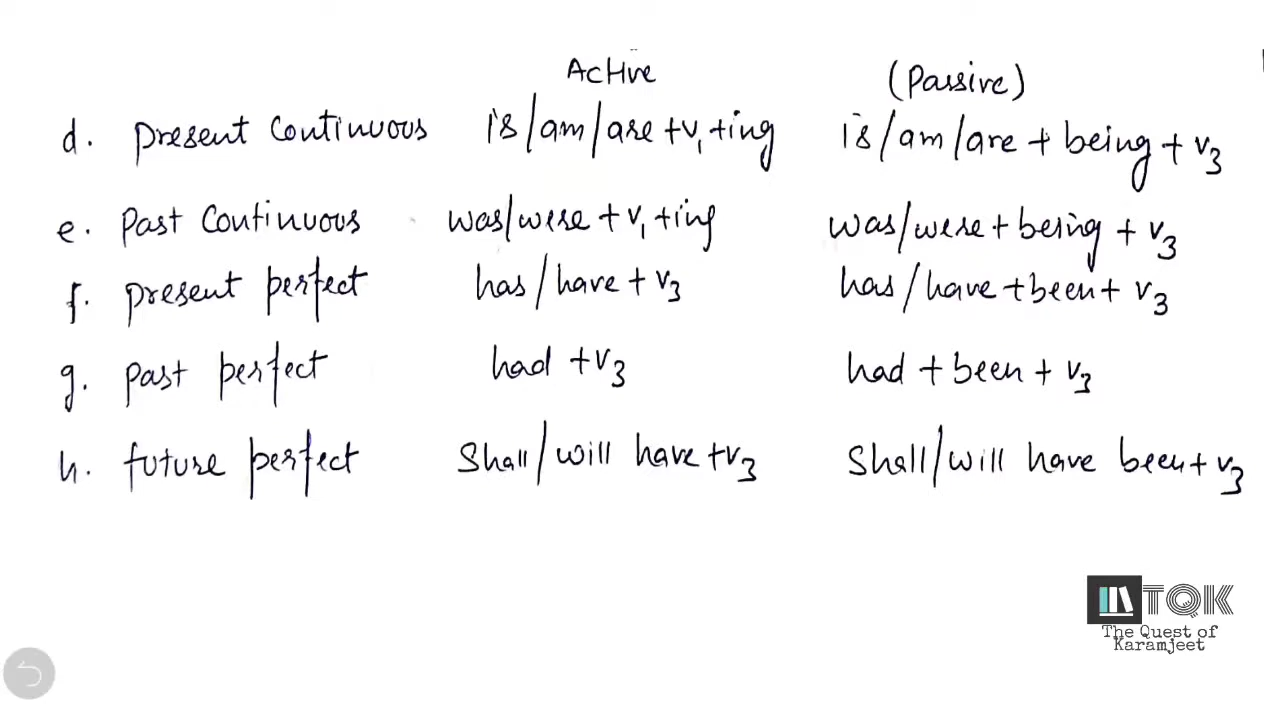 Active (Passive)
d. present continuous is/am/are +v1 +ing is/am/are + being + v3
e. past continuous was/were + v1 +ing was/were + being + v3
f. present perfect has/have + v3 has/have + been + v3
g. past perfect had + v3 had + been + v3
h. future perfect Shall/will have + v3 Shall/will have been + v3
TQK
The Quest of
Karamjeet